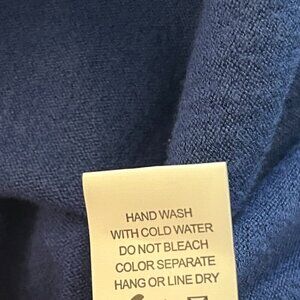 HAND WASH
WITH COLD WATER
DO NOT BLEACH
COLOR SEPARATE
HANG OR LINE DRY